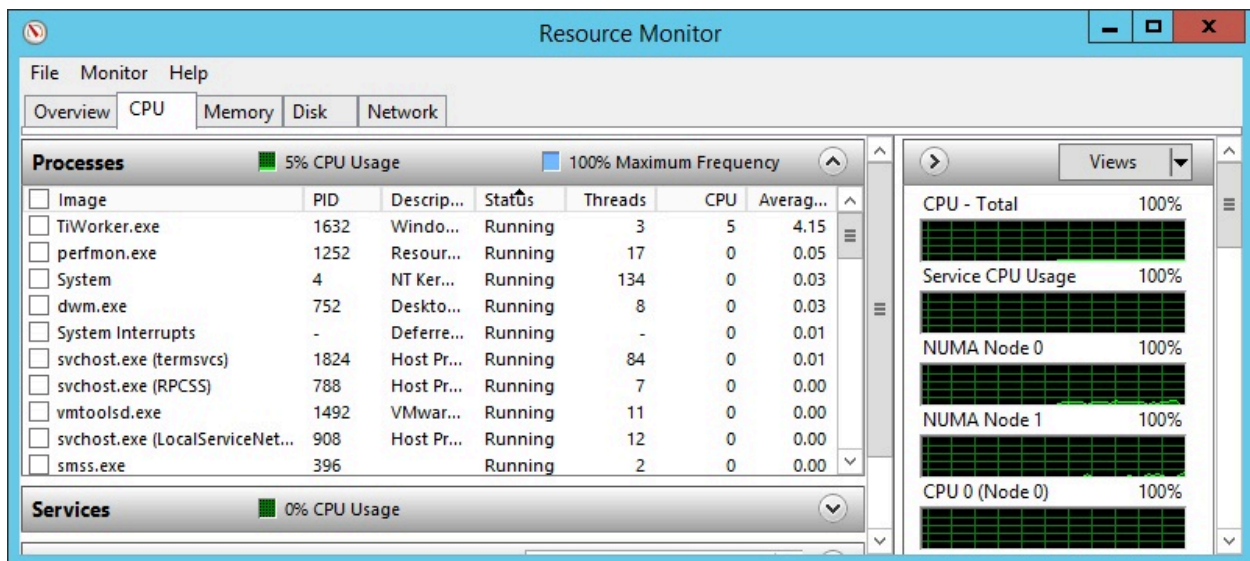 Resource Monitor
File Monitor Help
Overview CPU Memory Disk Network
Processes 5% CPU Usage 100% Maximum Frequency
Image PID Descrip... Status Threads CPU Averag...
TiWorker.exe 1632 Windo... Running 3 5 4.15
perfmon.exe 1252 Resour... Running 17 0 0.05
System 4 NT Ker... Running 134 0 0.03
dwm.exe 752 Deskto... Running 8 0 0.03
System Interrupts - Deferre... Running - 0 0.01
svchost.exe (termsvcs) 1824 Host Pr... Running 84 0 0.01
svchost.exe (RPCSS) 788 Host Pr... Running 7 0 0.00
vmtoolsd.exe 1492 VMwar... Running 11 0 0.00
svchost.exe (LocalServiceNet... 908 Host Pr... Running 12 0 0.00
smss.exe 396 Running 2 0 0.00
Services 0% CPU Usage
Views
CPU - Total 100%
Service CPU Usage 100%
NUMA Node 0 100%
NUMA Node 1 100%
CPU 0 (Node 0) 100%